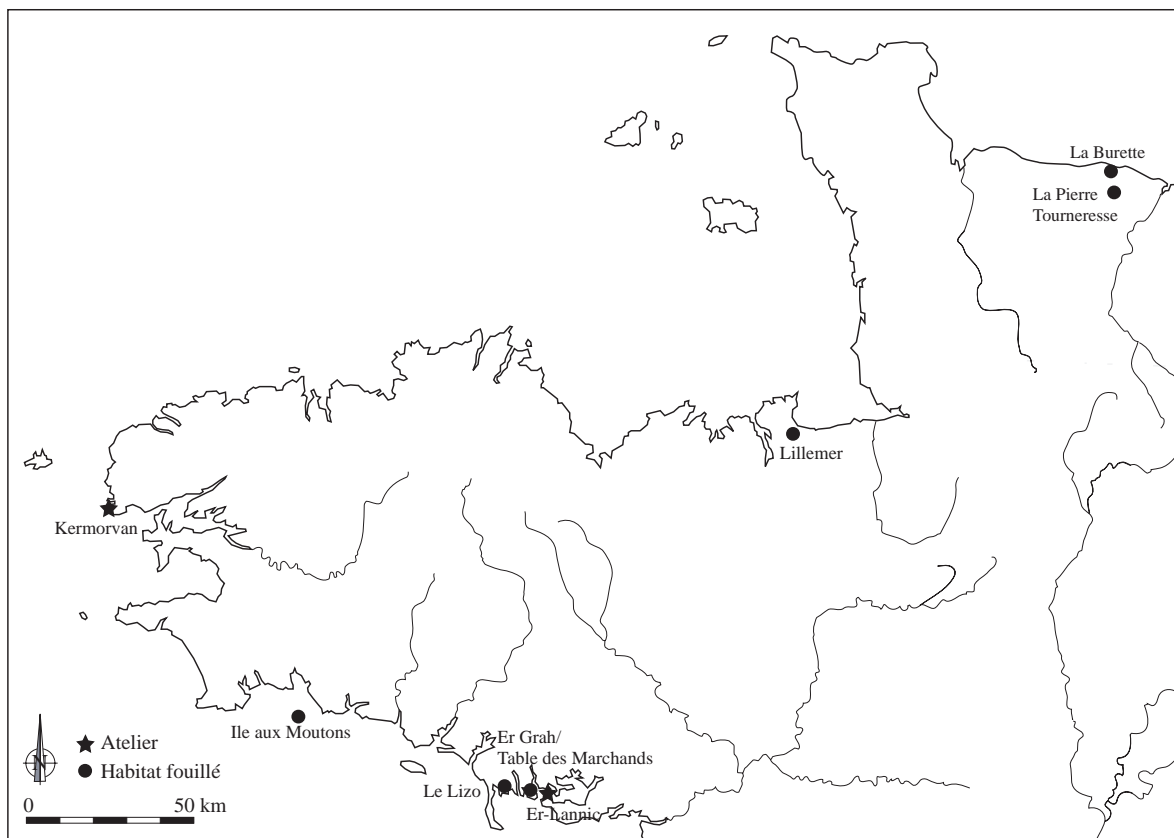 La Burette
La Pierre
Tourneresse
Lillemer
Kermorvan
Ile aux Moutons
Er Grah/
Table des Marchands
Le Lizo
Er-Lannic
N
Atelier
Habitat fouillé
0 50 km